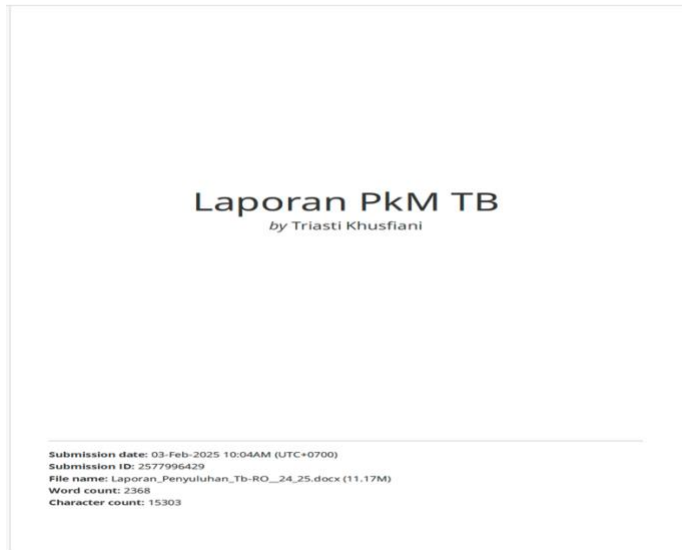 Laporan PkM TB
by Triasti Khusfiani
Submission date: 03-Feb-2025 10:04AM (UTC+0700)
Submission ID: 2577996429
File name: Laporan_Penyuluhan_Tb-RO__24_25.docx (11.17M)
Word count: 2368
Character count: 15303